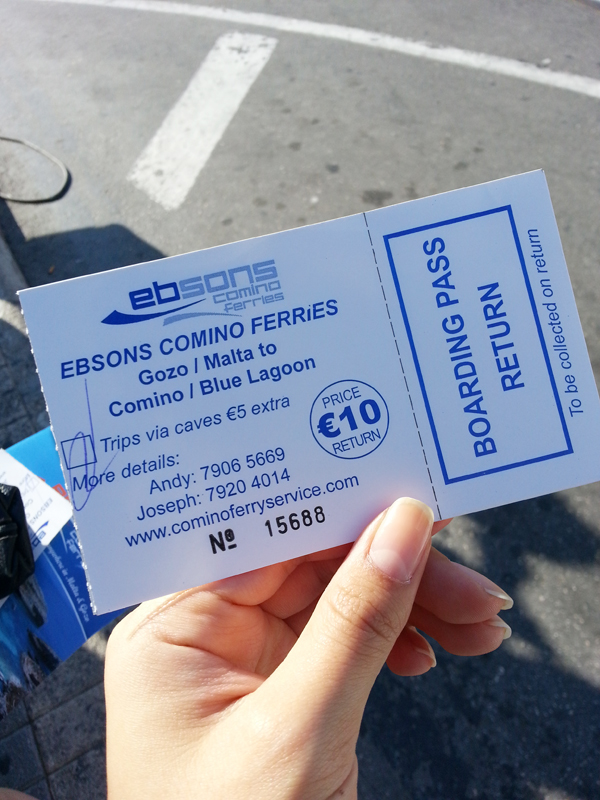 ebsons
comino
ferries
EBSONS COMINO FERRiES
Gozo / Malta to
Comino / Blue Lagoon
Trips via caves €5 extra
More details:
Andy: 7906 5669
Joseph: 7920 4014
www.cominoferryservice.com
Nº 15688
PRICE
€10
RETURN
BOARDING PASS
RETURN
To be collected on return